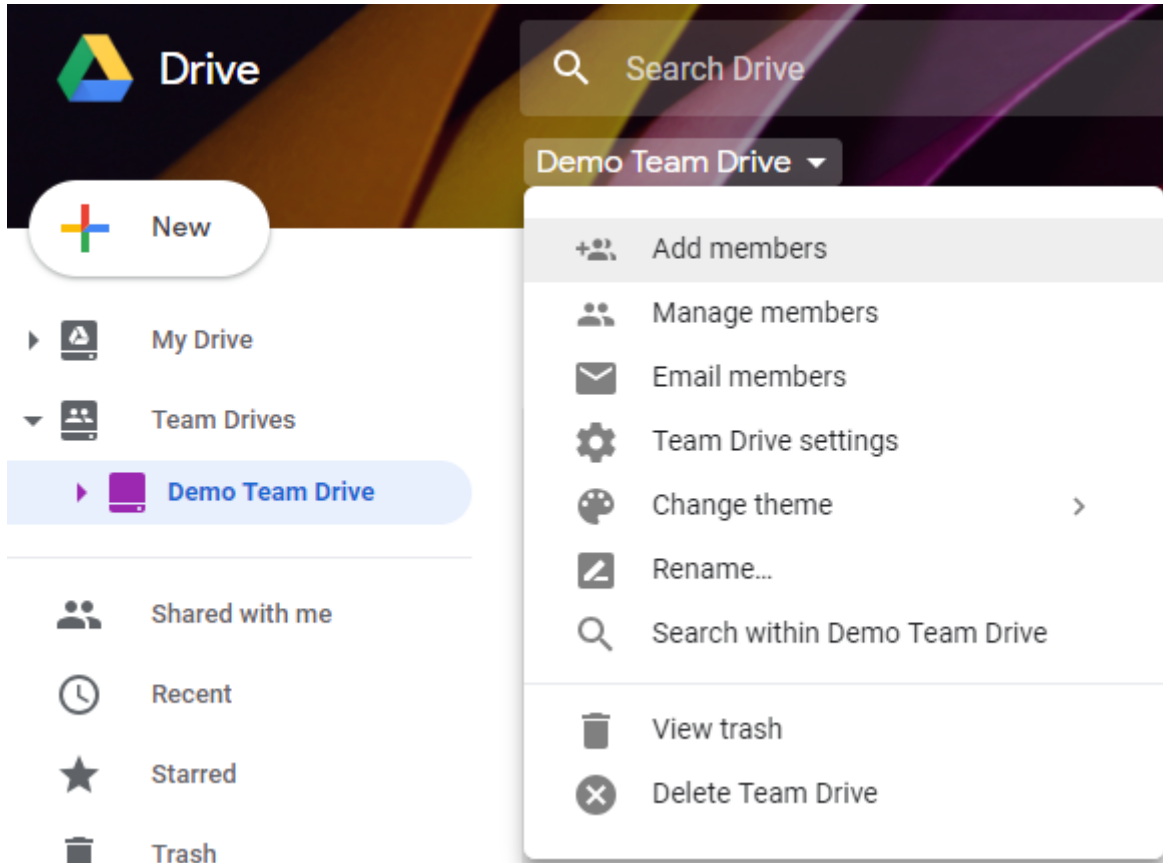 Drive
Search Drive
Demo Team Drive
New
My Drive
Team Drives
Demo Team Drive
Shared with me
Recent
Starred
Trash
Add members
Manage members
Email members
Team Drive settings
Change theme
Rename...
Search within Demo Team Drive
View trash
Delete Team Drive